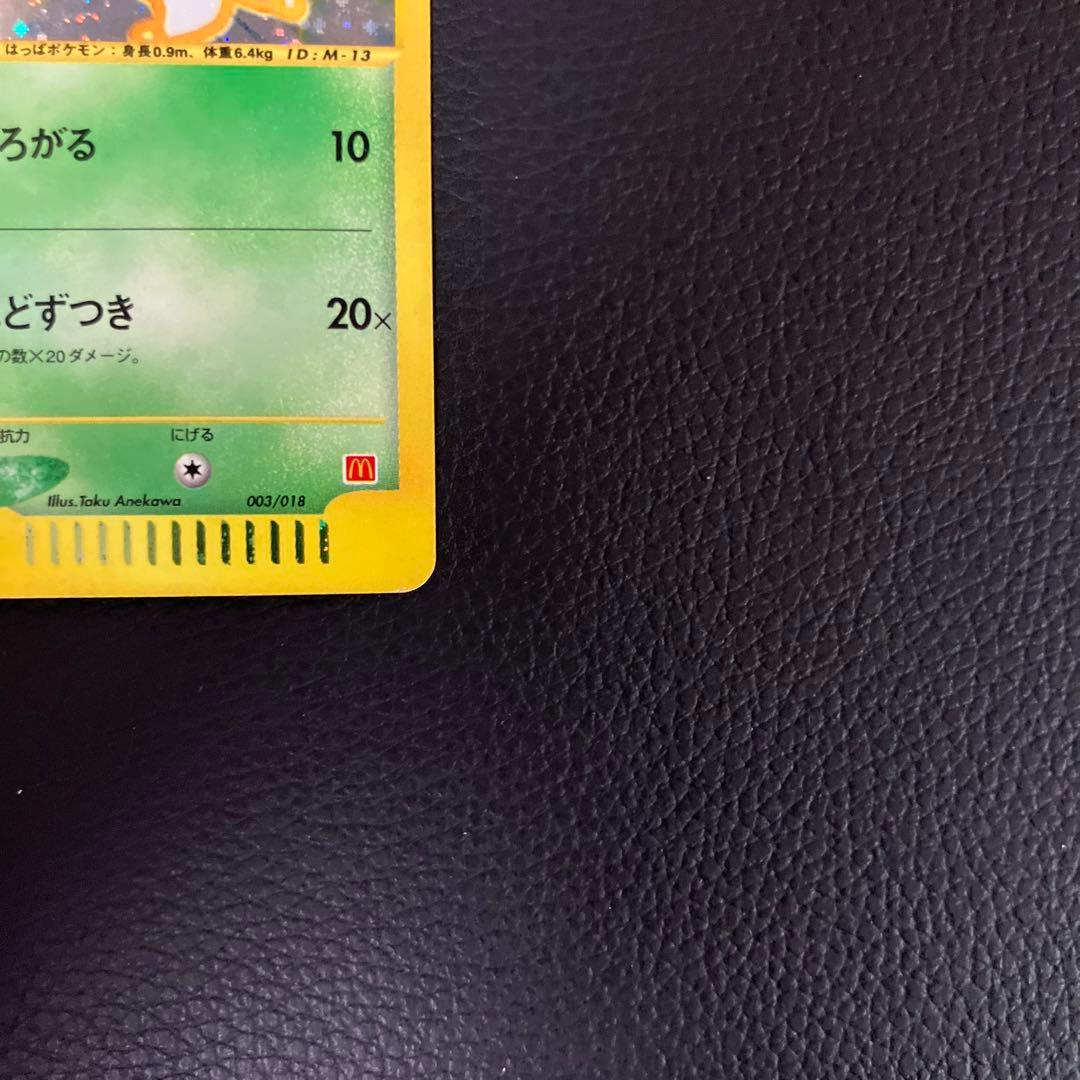 はっぱポケモン：身長0.9m、体重6.4kg ID:M-13
ろがる 10
どずつき 20×
の数×20ダメージ。
抗力 にげる
Illus.Taku Anekawa 003/018